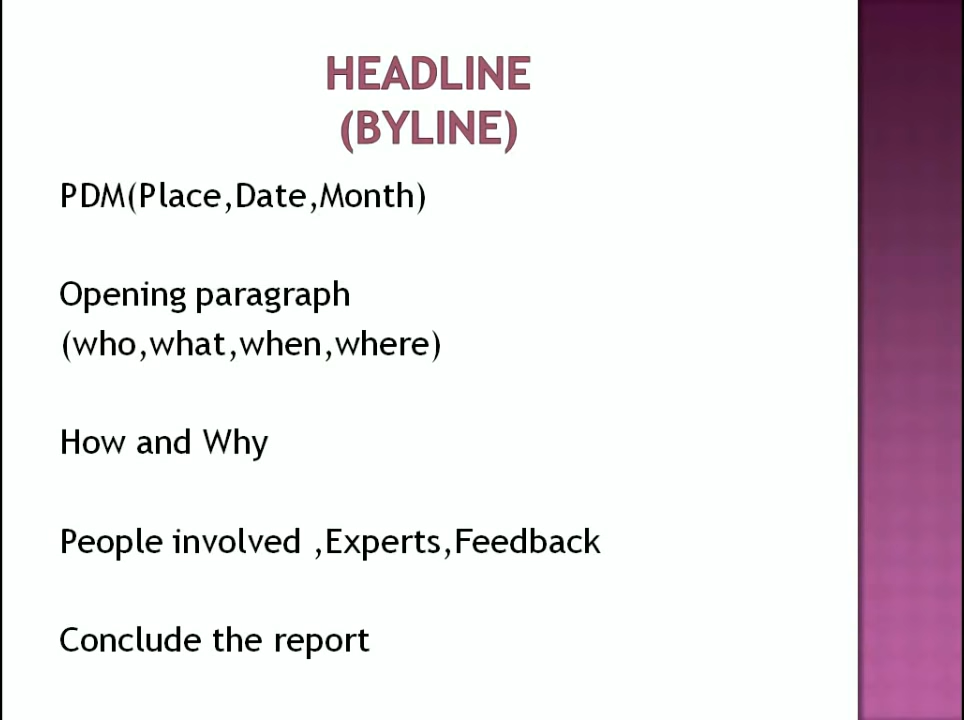 HEADLINE
(BYLINE)
PDM(Place,Date,Month)
Opening paragraph
(who,what,when,where)
How and Why
People involved ,Experts,Feedback
Conclude the report